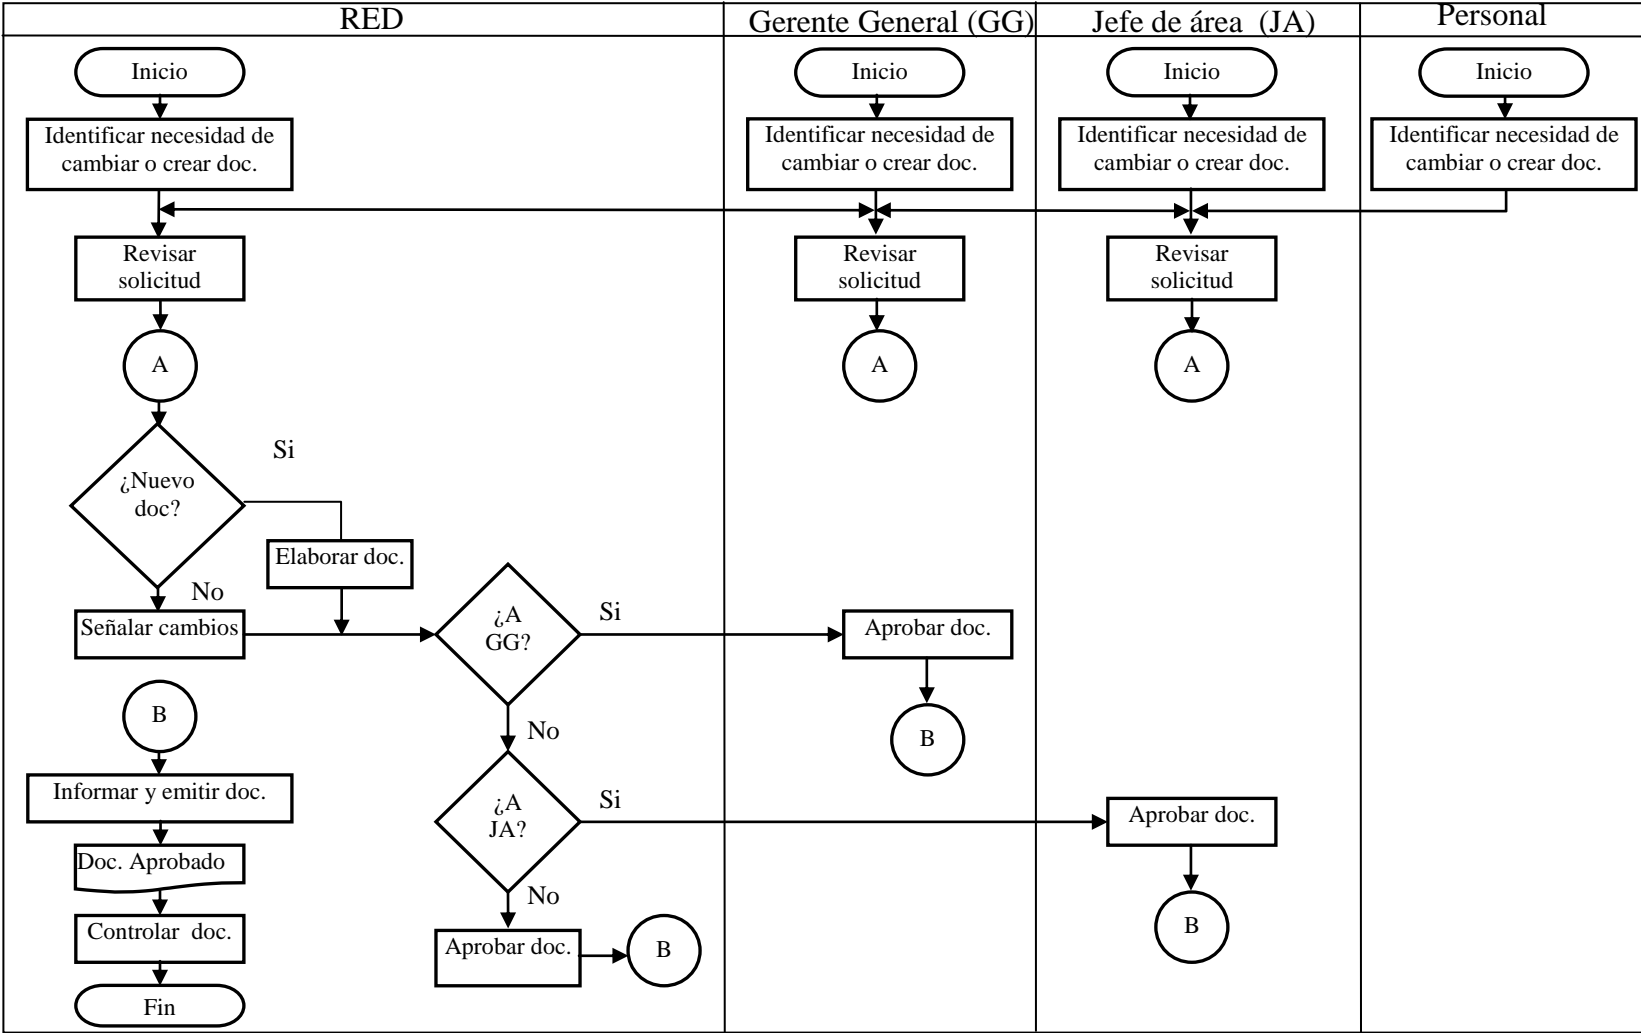 RED
Gerente General (GG)
Jefe de área (JA)
Personal
Inicio
Inicio
Inicio
Inicio
Identificar necesidad de
cambiar o crear doc.
Identificar necesidad de
cambiar o crear doc.
Identificar necesidad de
cambiar o crear doc.
Identificar necesidad de
cambiar o crear doc.
Revisar
solicitud
Revisar
solicitud
Revisar
solicitud
A
A
A
¿Nuevo
doc?
Si
Elaborar doc.
No
Señalar cambios
¿A
GG?
Si
Aprobar doc.
B
B
No
Informar y emitir doc.
¿A
JA?
Si
Aprobar doc.
Doc. Aprobado
No
B
Controlar doc.
Aprobar doc.
B
Fin